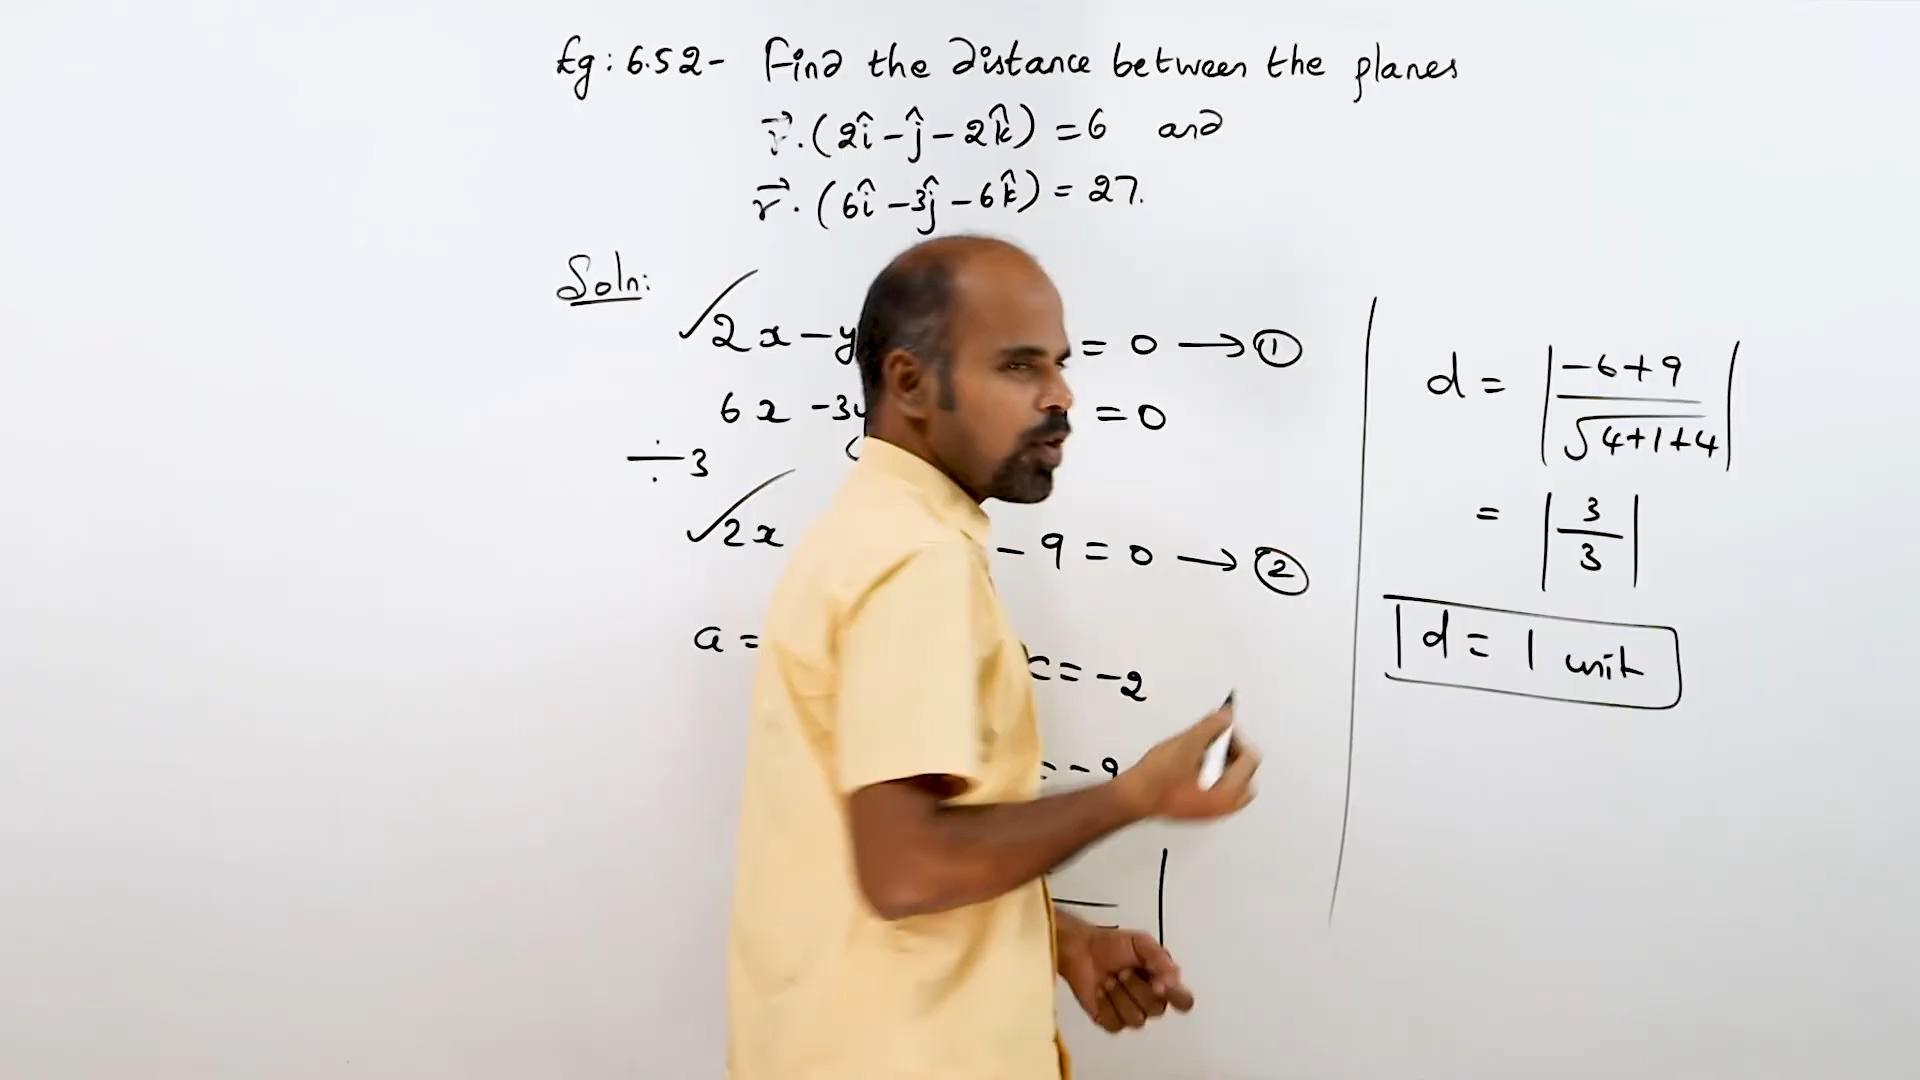 Eg: 6.52- Find the distance between the planes
r⃗.(2î-ĵ-2k̂) = 6 and
r⃗.(6î-3ĵ-6k̂) = 27.
Soln:
✓2x-y = 0 → ①
6x -3y = 0
÷3
✓2x - 9 = 0 → ②
a = c = -2
= -9
d = |-6+9 / √4+1+4|
= |3/3|
d = 1 unit